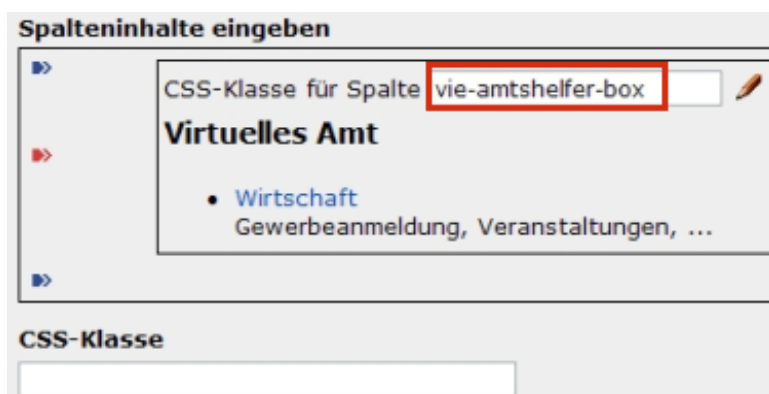 Spalteninhalte eingeben
CSS-Klasse für Spalte vie-amtshelfer-box
Virtuelles Amt
• Wirtschaft
Gewerbeanmeldung, Veranstaltungen, ...
CSS-Klasse